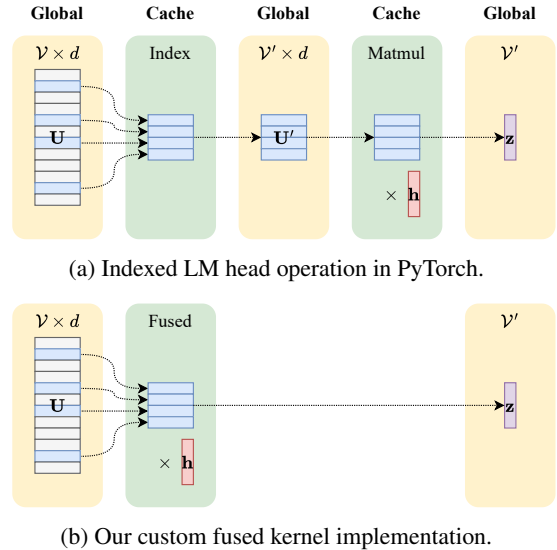 Global Cache Global Cache Global
𝒱 × d Index 𝒱′ × d Matmul 𝒱′
U U′ z
× h
(a) Indexed LM head operation in PyTorch.
𝒱 × d Fused 𝒱′
U z
× h
(b) Our custom fused kernel implementation.